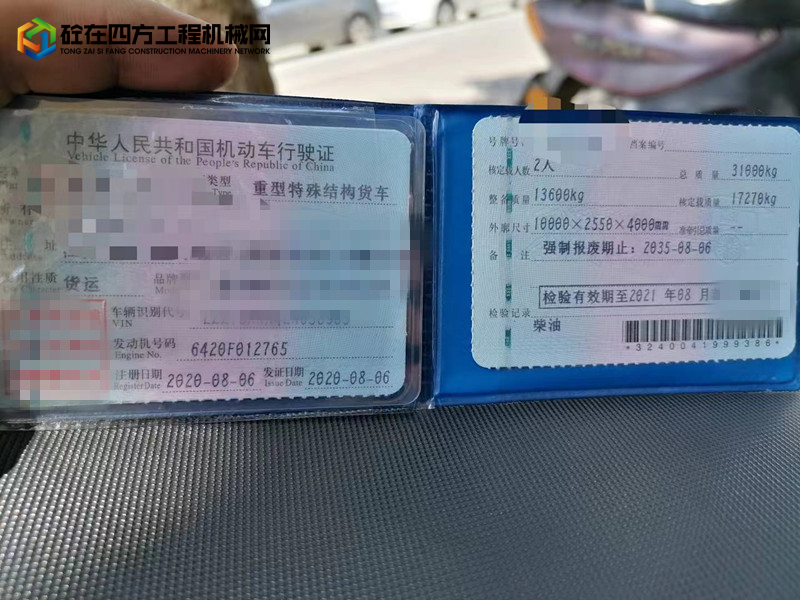 砼在四方工程机械网
TONG ZAI SI FANG CONSTRUCTION MACHINERY NETWORK
中华人民共和国机动车行驶证
Vehicle License of the People's Republic of China
类型 重型特殊结构货车
Type
址
用性质 货运 品牌
车辆识别代
VIN
发动机号码 6420F012765
Engine No.
注册日期 2020-08-06 发证日期 2020-08-06
Register Date Issue Date
号牌号 档案编号
核定载人数 2人 总质量 31000kg
整备质量 13600kg 核定载质量 17270kg
外廓尺寸 10000×2550×4000mm 准牵引总质量 --
备注 强制报废期止：2035-08-06
检验有效期至2021年08月
检验记录
柴油
*3240041999386*